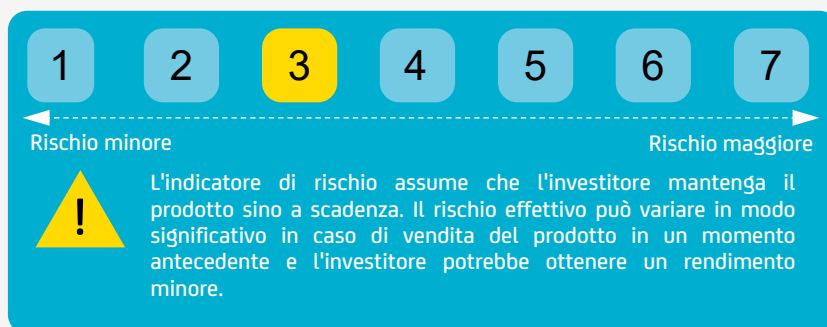 1 2 3 4 5 6 7
Rischio minore Rischio maggiore
!
L'indicatore di rischio assume che l'investitore mantenga il
prodotto sino a scadenza. Il rischio effettivo può variare in modo
significativo in caso di vendita del prodotto in un momento
antecedente e l'investitore potrebbe ottenere un rendimento
minore.